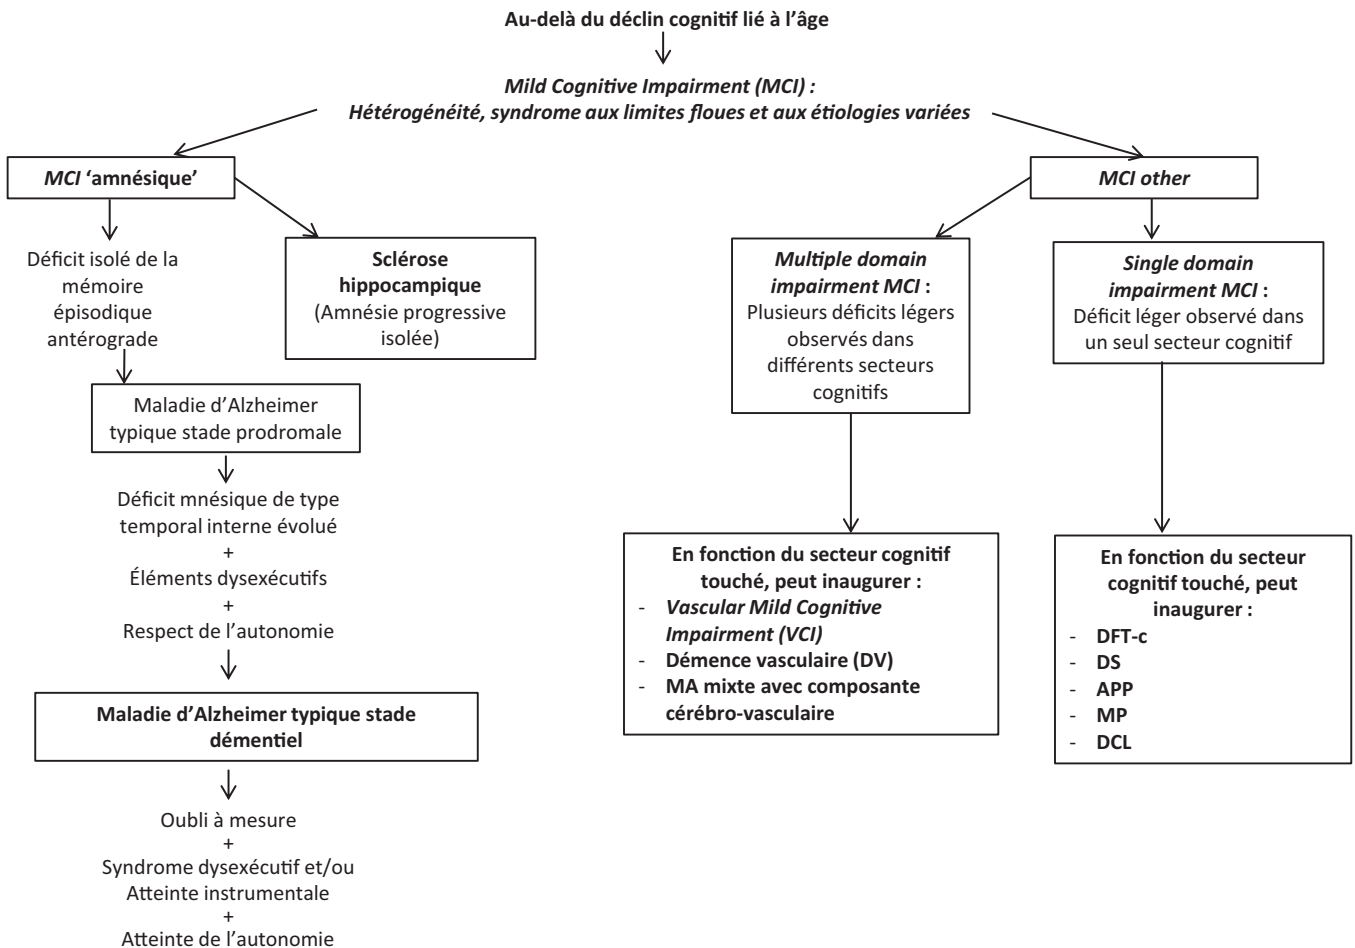 Au-delà du déclin cognitif lié à l’âge
Mild Cognitive Impairment (MCI) :
Hétérogénéité, syndrome aux limites floues et aux étiologies variées
MCI ‘amnésique’
Déficit isolé de la
mémoire
épisodique
antérograde
Sclérose
hippocampique
(Amnésie progressive
isolée)
Maladie d’Alzheimer
typique stade prodromale
Déficit mnésique de type
temporal interne évolué
+
Éléments dysexécutifs
+
Respect de l’autonomie
Maladie d’Alzheimer typique stade
démentiel
Oubli à mesure
+
Syndrome dysexécutif et/ou
Atteinte instrumentale
+
Atteinte de l’autonomie
MCI other
Multiple domain
impairment MCI :
Plusieurs déficits légers
observés dans
différents secteurs
cognitifs
En fonction du secteur cognitif
touché, peut inaugurer :
- Vascular Mild Cognitive
Impairment (VCI)
- Démence vasculaire (DV)
- MA mixte avec composante
cérébro-vasculaire
Single domain
impairment MCI :
Déficit léger observé dans
un seul secteur cognitif
En fonction du secteur
cognitif touché, peut
inaugurer :
- DFT-c
- DS
- APP
- MP
- DCL